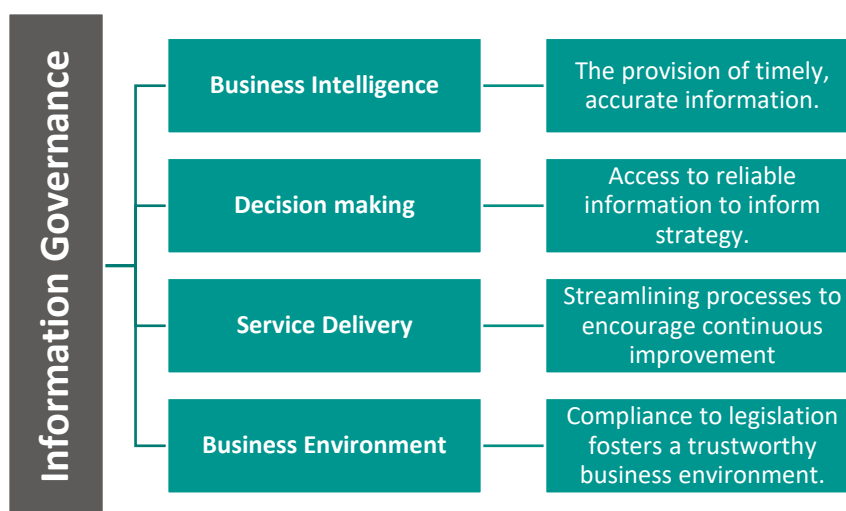 Information Governance
Business Intelligence
The provision of timely,
accurate information.
Decision making
Access to reliable
information to inform
strategy.
Service Delivery
Streamlining processes to
encourage continuous
improvement
Business Environment
Compliance to legislation
fosters a trustworthy
business environment.